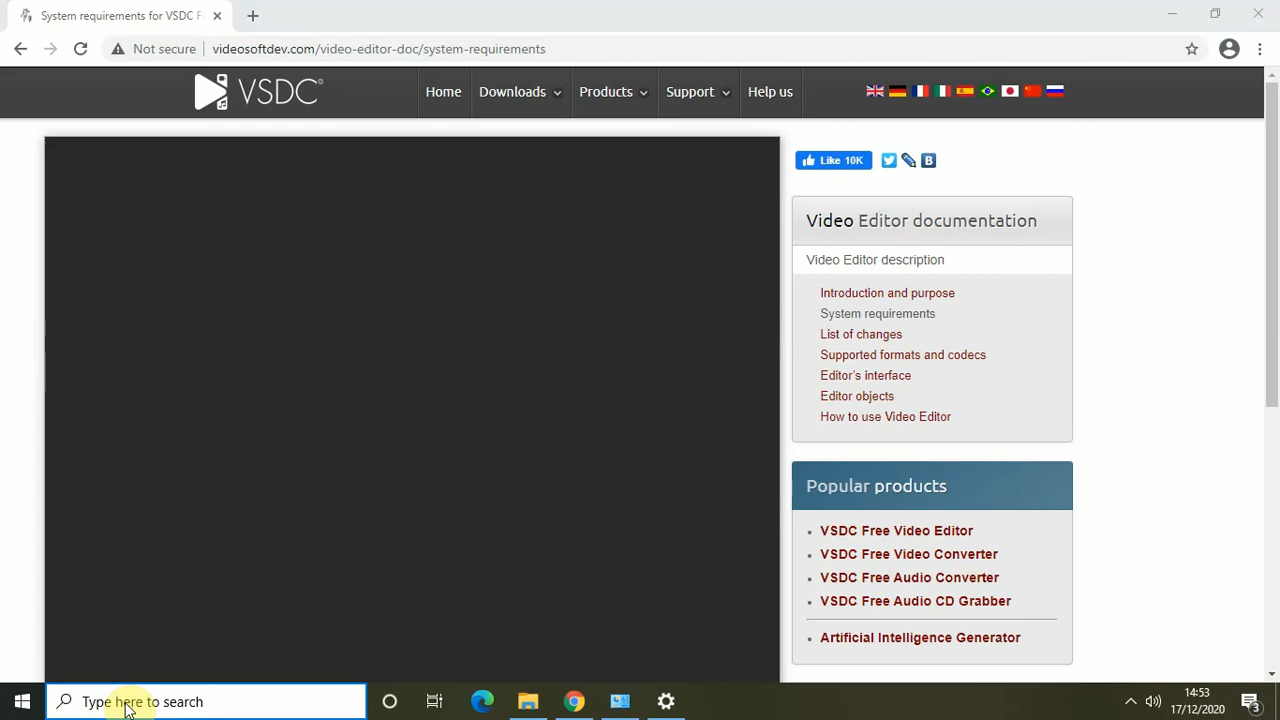 System requirements for VSDC F
Not secure
videosoftdev.com/video-editor-doc/system-requirements
VSDC
Home
Downloads
Products
Support
Help us
Like 10K
Video Editor documentation
Video Editor description
Introduction and purpose
System requirements
List of changes
Supported formats and codecs
Editor's interface
Editor objects
How to use Video Editor
Popular products
VSDC Free Video Editor
VSDC Free Video Converter
VSDC Free Audio Converter
VSDC Free Audio CD Grabber
Artificial Intelligence Generator
Type here to search
14:53
17/12/2020
3